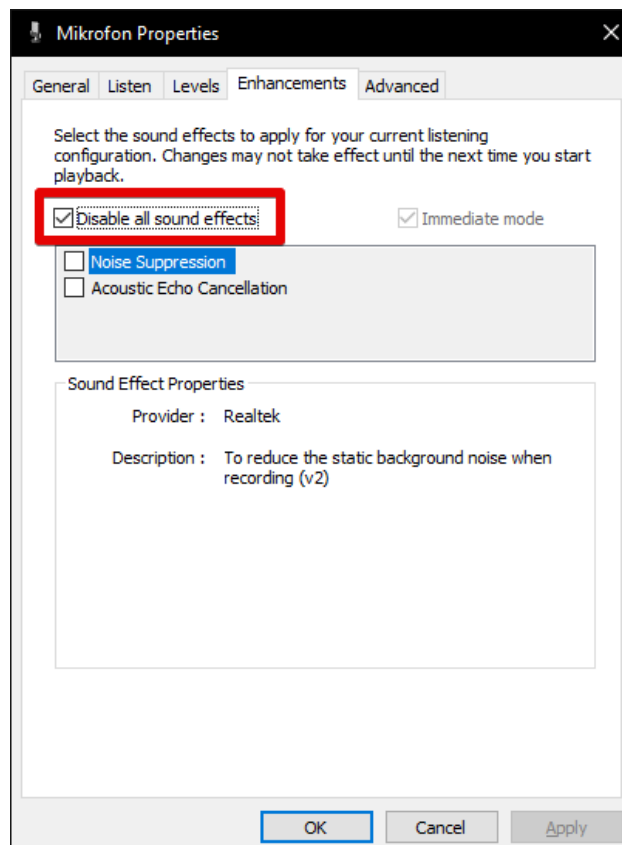 Mikrofon Properties
General Listen Levels Enhancements Advanced
Select the sound effects to apply for your current listening
configuration. Changes may not take effect until the next time you start
playback.
Disable all sound effects Immediate mode
Noise Suppression
Acoustic Echo Cancellation
Sound Effect Properties
Provider : Realtek
Description : To reduce the static background noise when
recording (v2)
OK Cancel Apply